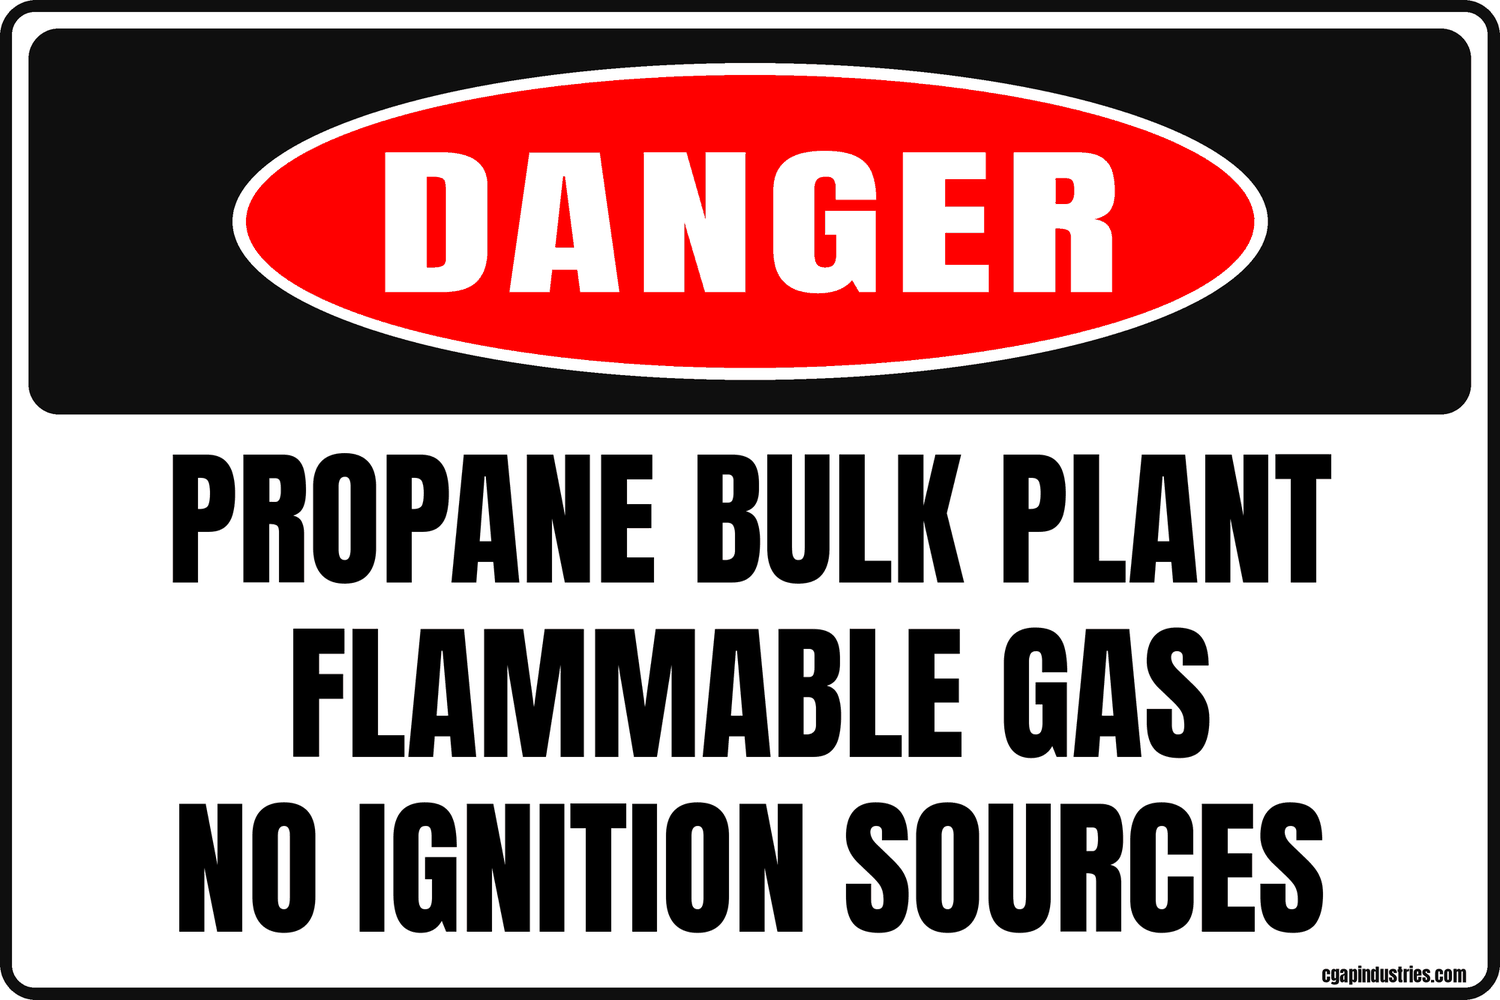 DANGER
PROPANE BULK PLANT
FLAMMABLE GAS
NO IGNITION SOURCES
cgapindustries.com